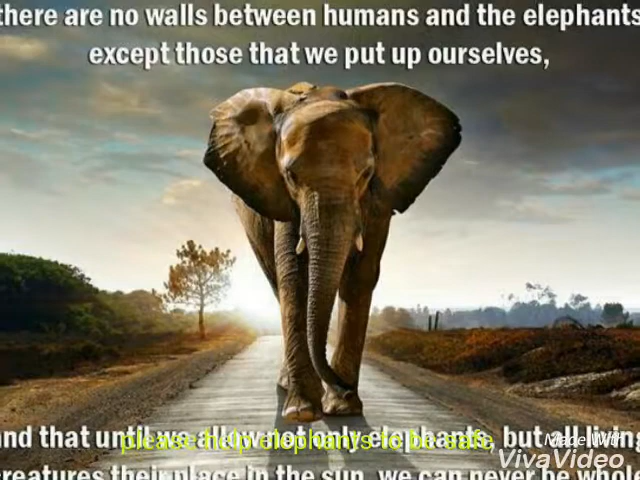 there are no walls between humans and the elephants
except those that we put up ourselves,
and that until we allow not only elephants, but all living
please help elephants to be safe
creatures their place in the sun, we can never be whole
Made With
VivaVideo